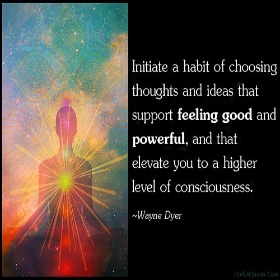 Initiate a habit of choosing
thoughts and ideas that
support feeling good and
powerful, and that
elevate you to a higher
level of consciousness.
~Wayne Dyer